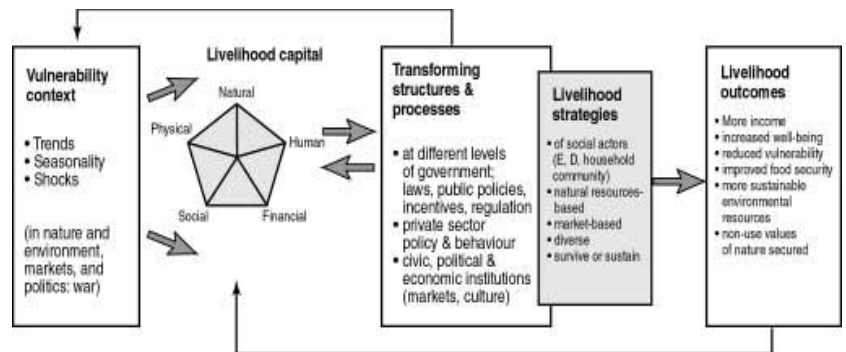 Vulnerability
context
• Trends
• Seasonality
• Shocks
(in nature and
environment,
markets, and
politics: war)
Livelihood capital
Natural
Physical
Human
Social
Financial
Transforming
structures &
processes
• at different levels
of government;
laws, public policies,
incentives, regulation
• private sector
policy & behaviour
• civic, political &
economic institutions
(markets, culture)
Livelihood
strategies
• of social actors
(E, D, household
community)
• natural resources-
based
• market-based
• diverse
• survive or sustain
Livelihood
outcomes
• More income
• increased well-being
• reduced vulnerability
• improved food security
• more sustainable
environmental
resources
• non-use values
of nature secured